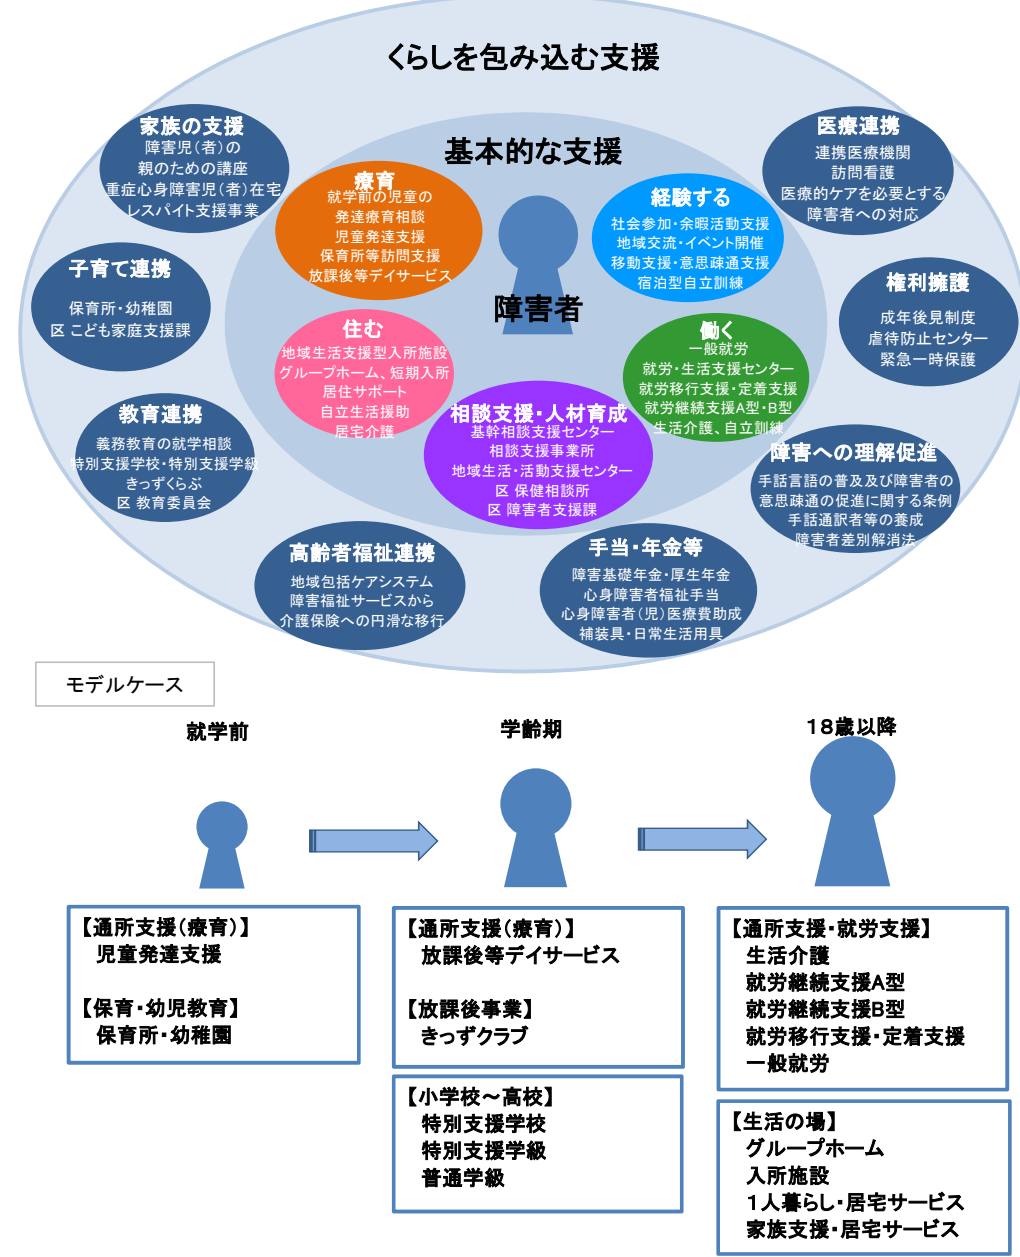 くらしを包み込む支援
基本的な支援
障害者
家族の支援
障害児(者)の
親のための講座
重症心身障害児(者)在宅
レスパイト支援事業
子育て連携
保育所・幼稚園
区 こども家庭支援課
教育連携
義務教育の就学相談
特別支援学校・特別支援学級
きっずくらぶ
区 教育委員会
高齢者福祉連携
地域包括ケアシステム
障害福祉サービスから
介護保険への円滑な移行
療育
就学前の児童の
発達療育相談
児童発達支援
保育所等訪問支援
放課後等デイサービス
住む
地域生活支援型入所施設
グループホーム、短期入所
居住サポート
自立生活援助
居宅介護
相談支援・人材育成
基幹相談支援センター
相談支援事業所
地域生活・活動支援センター
区 保健相談所
区 障害者支援課
経験する
社会参加・余暇活動支援
地域交流・イベント開催
移動支援・意思疎通支援
宿泊型自立訓練
働く
一般就労
就労・生活支援センター
就労移行支援・定着支援
就労継続支援A型・B型
生活介護、自立訓練
医療連携
連携医療機関
訪問看護
医療的ケアを必要とする
障害者への対応
権利擁護
成年後見制度
虐待防止センター
緊急一時保護
障害への理解促進
手話言語の普及及び障害者の
意思疎通の促進に関する条例
手話通訳者等の養成
障害者差別解消法
手当・年金等
障害基礎年金・厚生年金
心身障害者福祉手当
心身障害者(児)医療費助成
補装具・日常生活用具
モデルケース
就学前
【通所支援(療育)】
児童発達支援
【保育・幼児教育】
保育所・幼稚園
学齢期
【通所支援(療育)】
放課後等デイサービス
【放課後事業】
きっずクラブ
【小学校～高校】
特別支援学校
特別支援学級
普通学級
18歳以降
【通所支援・就労支援】
生活介護
就労継続支援A型
就労継続支援B型
就労移行支援・定着支援
一般就労
【生活の場】
グループホーム
入所施設
1人暮らし・居宅サービス
家族支援・居宅サービス